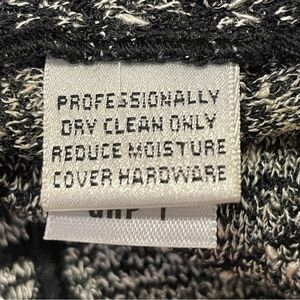 PROFESSIONALLY
DRY CLEAN ONLY
REDUCE MOISTURE
COVER HARDWARE